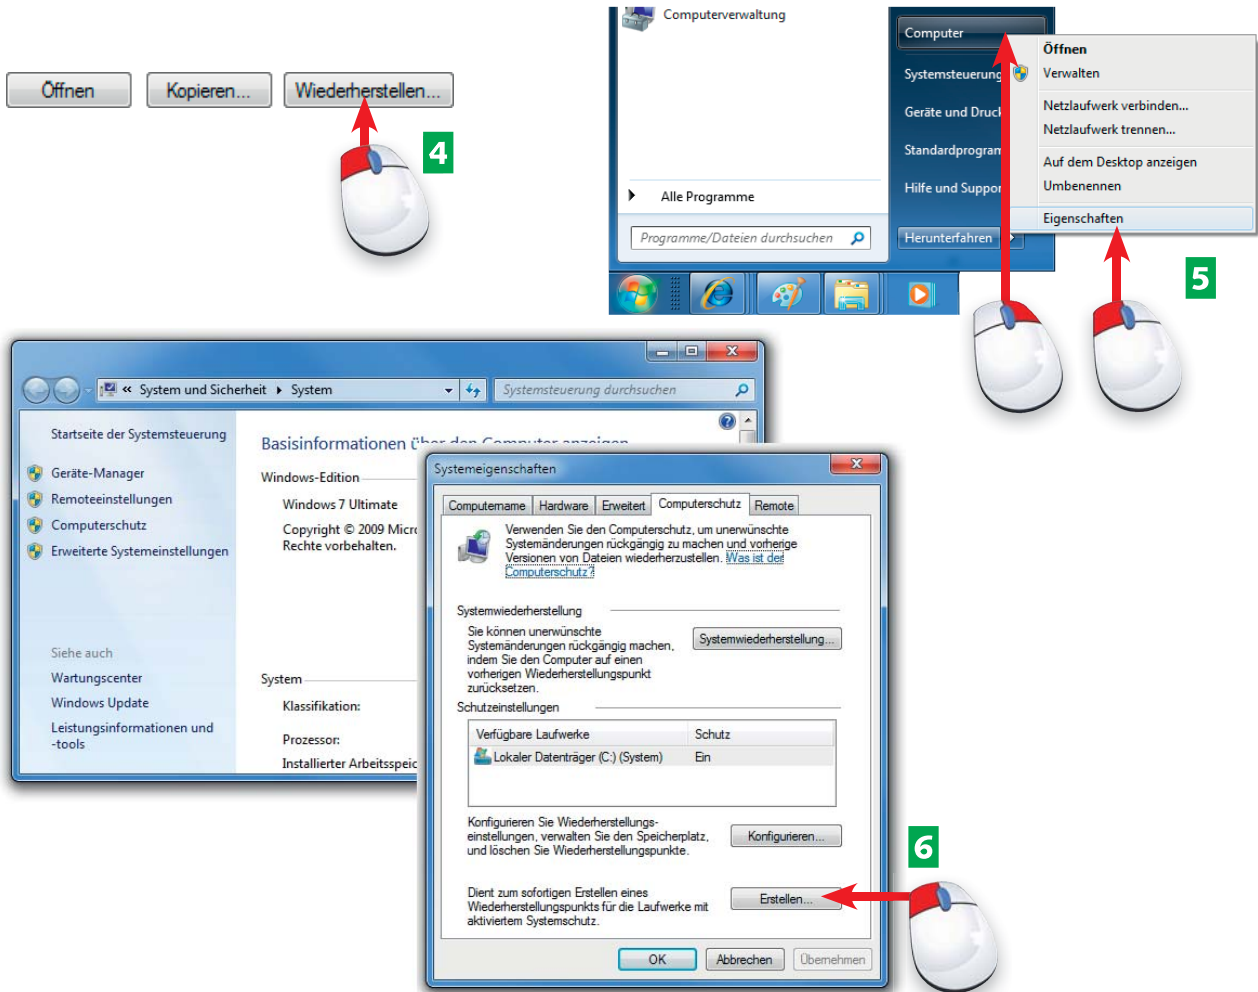 Öffnen
Kopieren...
Wiederherstellen...
4
Computerverwaltung
Alle Programme
Programme/Dateien durchsuchen
Computer
Systemsteuerung
Geräte und Druck
Standardprogram
Hilfe und Suppor
Herunterfahren
Öffnen
Verwalten
Netzlaufwerk verbinden...
Netzlaufwerk trennen...
Auf dem Desktop anzeigen
Umbenennen
Eigenschaften
5
« System und Sicherheit System
Systemsteuerung durchsuchen
Startseite der Systemsteuerung
Geräte-Manager
Remoteeinstellungen
Computerschutz
Erweiterte Systemeinstellungen
Siehe auch
Wartungscenter
Windows Update
Leistungsinformationen und
-tools
Basisinformationen über den Computer anzeigen
Windows-Edition
Windows 7 Ultimate
Copyright © 2009 Micr
Rechte vorbehalten.
System
Klassifikation:
Prozessor:
Installierter Arbeitsspeic
Systemeigenschaften
Computername
Hardware
Erweitert
Computerschutz
Remote
Verwenden Sie den Computerschutz, um unerwünschte
Systemänderungen rückgängig zu machen und vorherige
Versionen von Dateien wiederherzustellen. Was ist der
Computerschutz?
Systemwiederherstellung
Sie können unerwünschte
Systemänderungen rückgängig machen,
indem Sie den Computer auf einen
vorherigen Wiederherstellungspunkt
zurücksetzen.
Systemwiederherstellung...
Schutzeinstellungen
Verfügbare Laufwerke Schutz
Lokaler Datenträger (C:) (System) Ein
Konfigurieren Sie Wiederherstellungs-
einstellungen, verwalten Sie den Speicherplatz,
und löschen Sie Wiederherstellungspunkte.
Konfigurieren...
6
Dient zum sofortigen Erstellen eines
Wiederherstellungspunkts für die Laufwerke mit
aktiviertem Systemschutz.
Erstellen...
OK
Abbrechen
Übernehmen